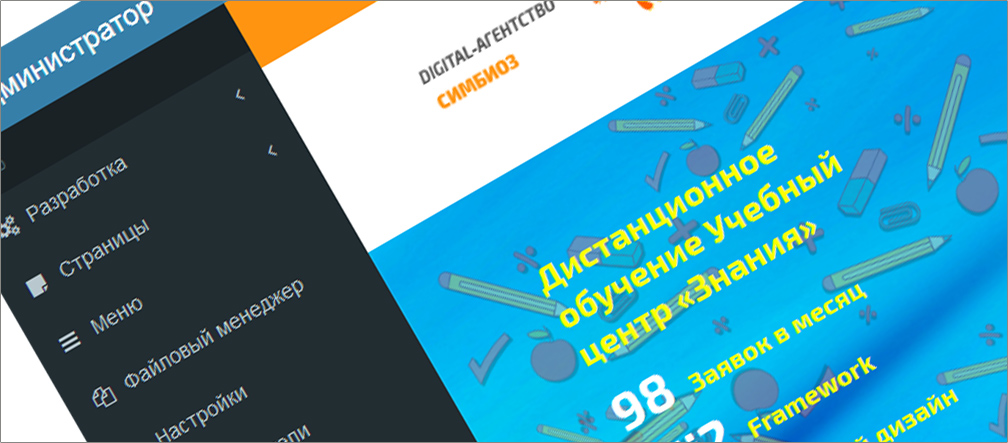 министратор
Разработка
Страницы
Меню
Файловый менеджер
Настройки
DIGITAL-АГЕНТСТВО
СИМБИОЗ
Дистанционное
обучение Учебный
центр «Знания»
98 Заявок в месяц
Framework
дизайн